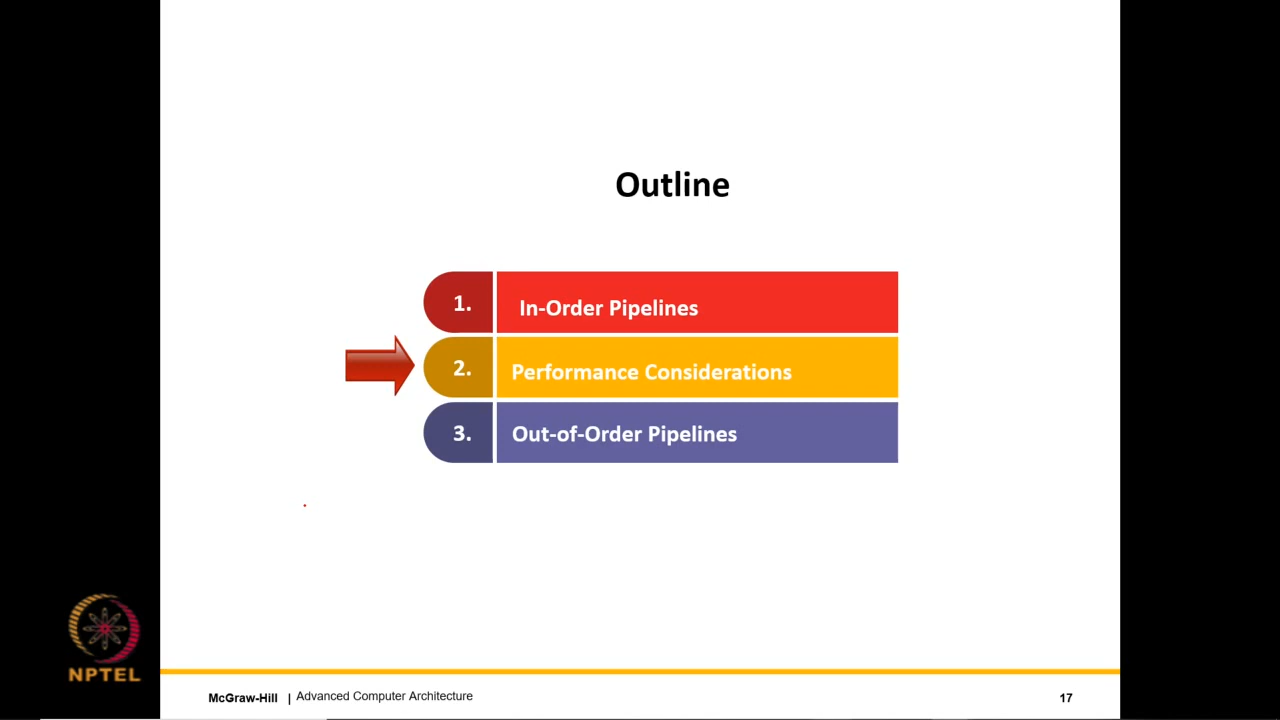 Outline
1. In-Order Pipelines
2. Performance Considerations
3. Out-of-Order Pipelines
NPTEL
McGraw-Hill | Advanced Computer Architecture 17